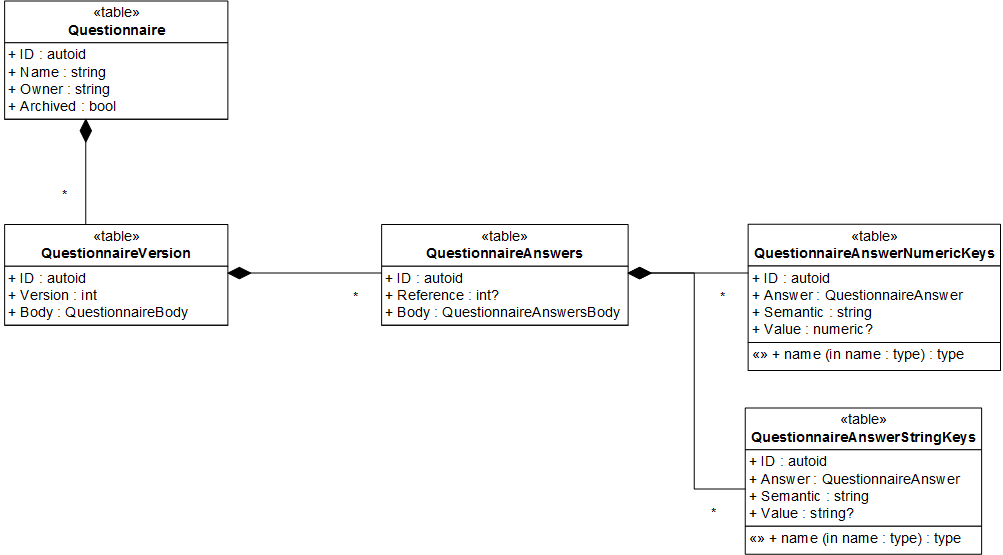 «table»
Questionnaire
+ ID : autoid
+ Name : string
+ Owner : string
+ Archived : bool
*
«table»
QuestionnaireVersion
+ ID : autoid
+ Version : int
+ Body : QuestionnaireBody
*
«table»
QuestionnaireAnswers
+ ID : autoid
+ Reference : int?
+ Body : QuestionnaireAnswersBody
*
«table»
QuestionnaireAnswerNumericKeys
+ ID : autoid
+ Answer : QuestionnaireAnswer
+ Semantic : string
+ Value : numeric?
«» + name (in name : type) : type
*
«table»
QuestionnaireAnswerStringKeys
+ ID : autoid
+ Answer : QuestionnaireAnswer
+ Semantic : string
+ Value : string?
«» + name (in name : type) : type